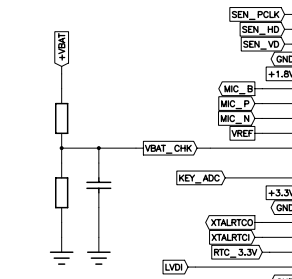 SEN_PCLK
SEN_HD
SEN_VD
GND
+1.8V
+VBAT
MIC_B
MIC_P
MIC_N
VREF
VBAT_CHK
KEY_ADC
+3.3V
GND
XTALRTCO
XTALRTCI
RTC_3.3V
LVDI